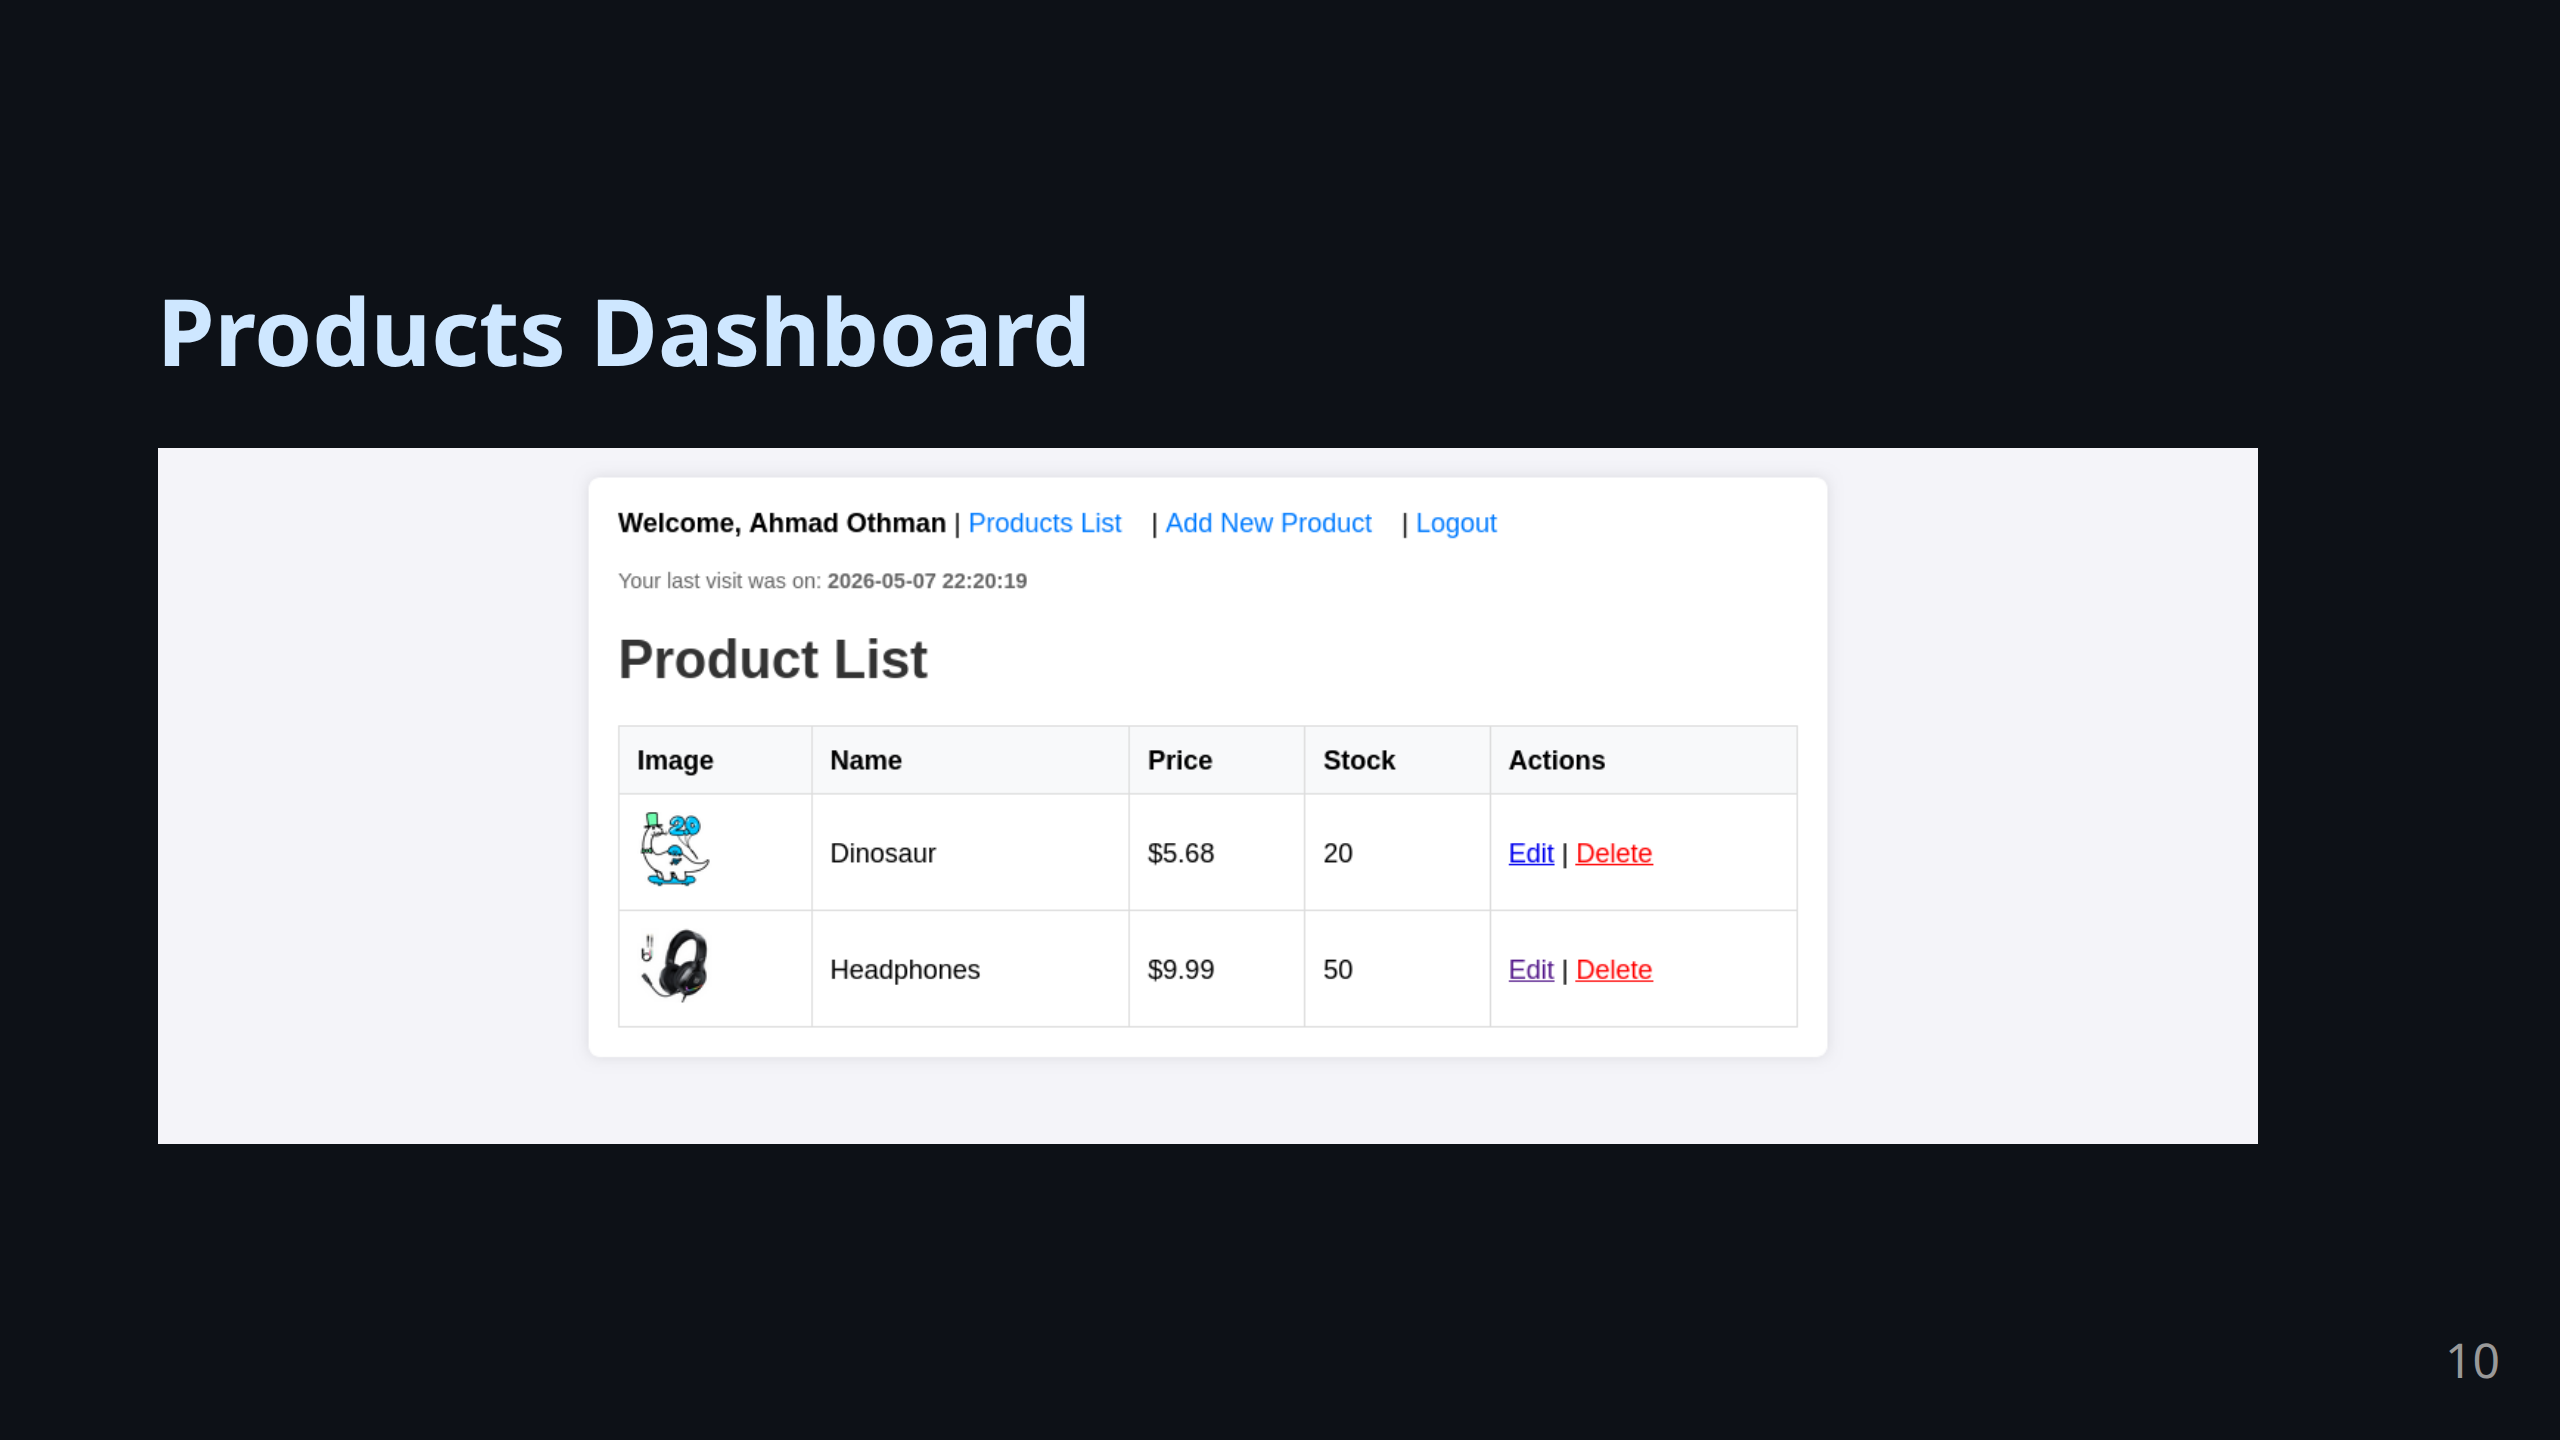 Products Dashboard
Welcome, Ahmad Othman | Products List | Add New Product | Logout
Your last visit was on: 2026-05-07 22:20:19
Product List
Image Name Price Stock Actions
20
Dinosaur $5.68 20 Edit | Delete
Headphones $9.99 50 Edit | Delete
10